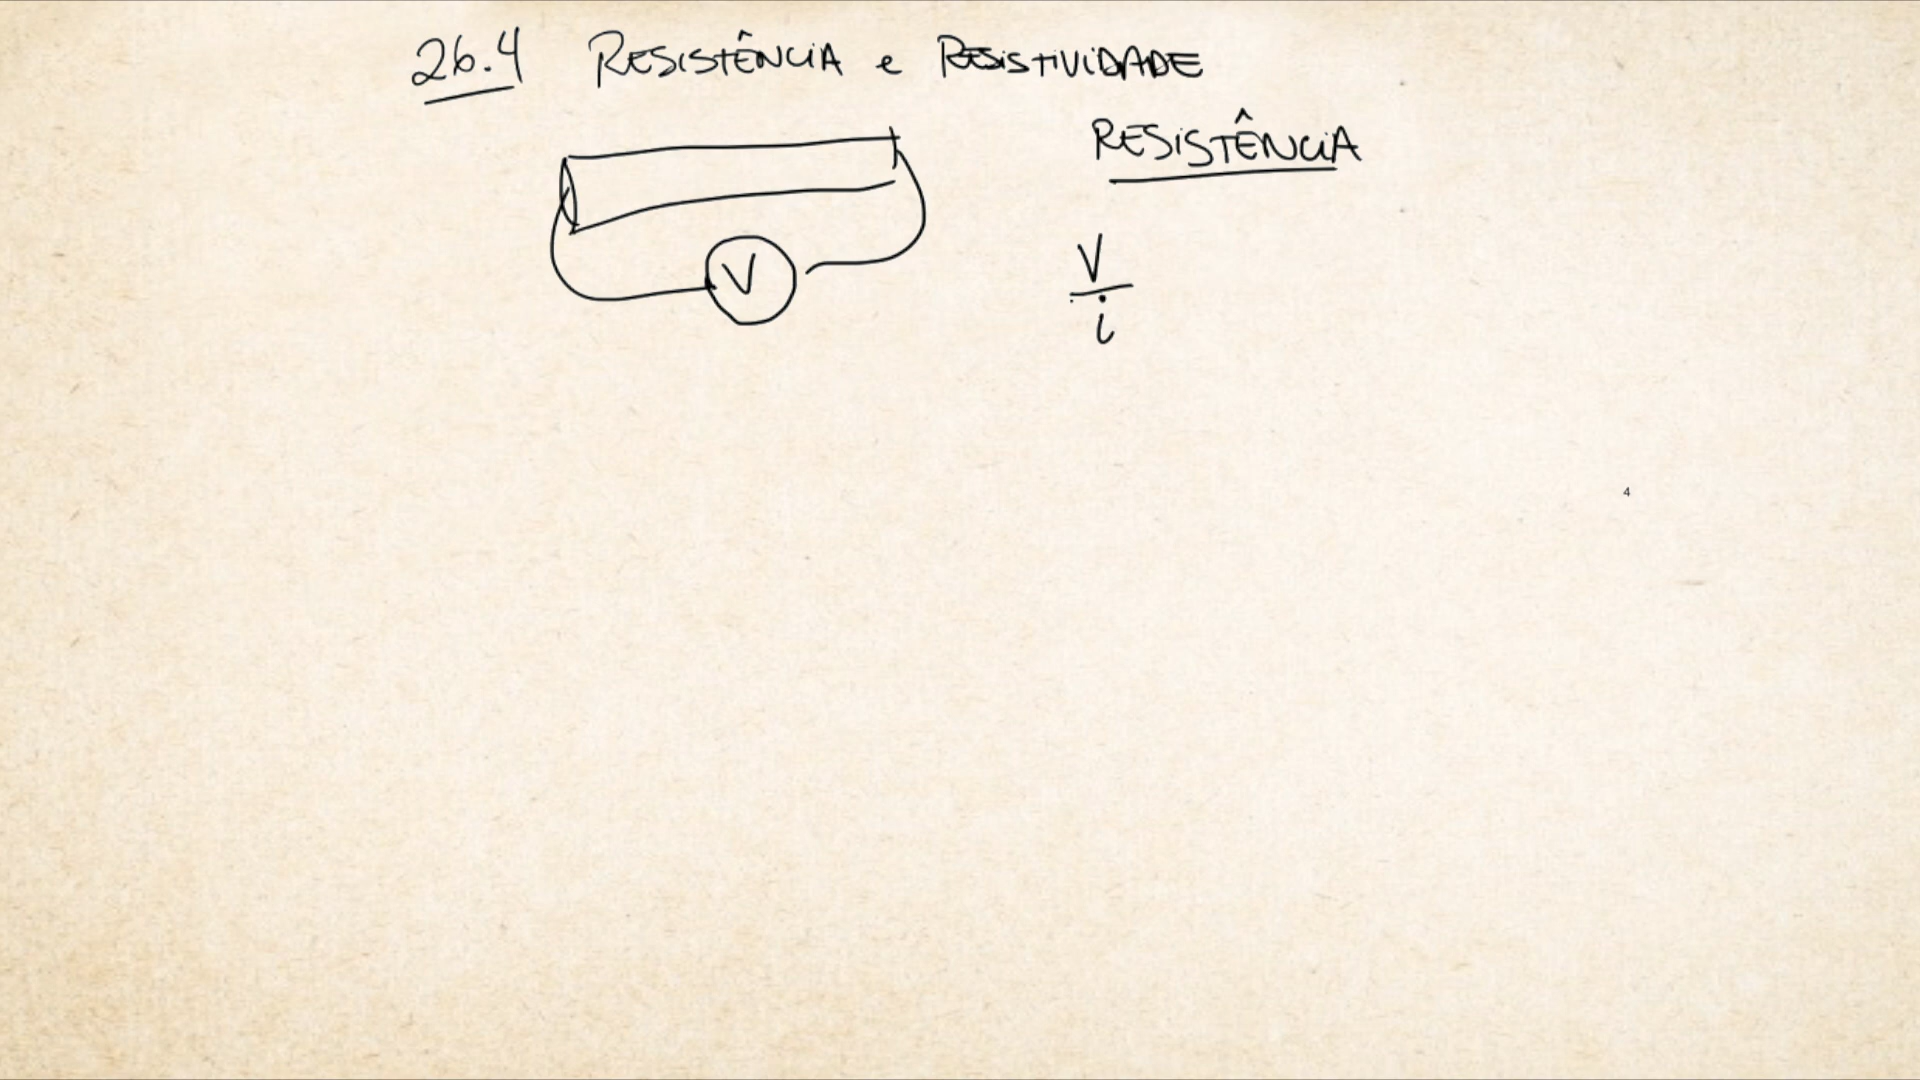 26.4 RESISTÊNCIA e RESISTIVIDADE
RESISTÊNCIA
V
V
i
4